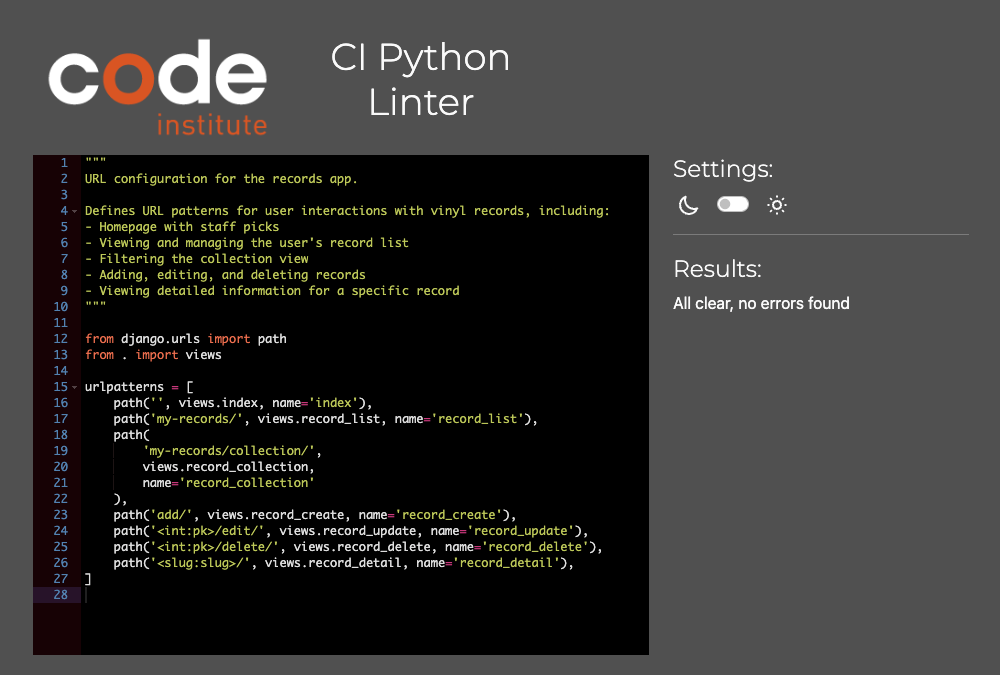 code
institute
CI Python
Linter
1 """
2 URL configuration for the records app.
3
4 Defines URL patterns for user interactions with vinyl records, including:
5 - Homepage with staff picks
6 - Viewing and managing the user's record list
7 - Filtering the collection view
8 - Adding, editing, and deleting records
9 - Viewing detailed information for a specific record
10 """
11
12 from django.urls import path
13 from . import views
14
15 urlpatterns = [
16     path('', views.index, name='index'),
17     path('my-records/', views.record_list, name='record_list'),
18     path(
19         'my-records/collection/',
20         views.record_collection,
21         name='record_collection'
22     ),
23     path('add/', views.record_create, name='record_create'),
24     path('<int:pk>/edit/', views.record_update, name='record_update'),
25     path('<int:pk>/delete/', views.record_delete, name='record_delete'),
26     path('<slug:slug>/', views.record_detail, name='record_detail'),
27 ]
28
Settings:
Results:
All clear, no errors found